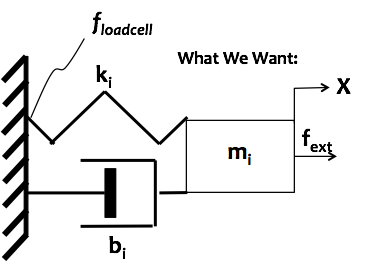 f_loadcell
k_i
What We Want:
X
m_i
f_ext
b_i